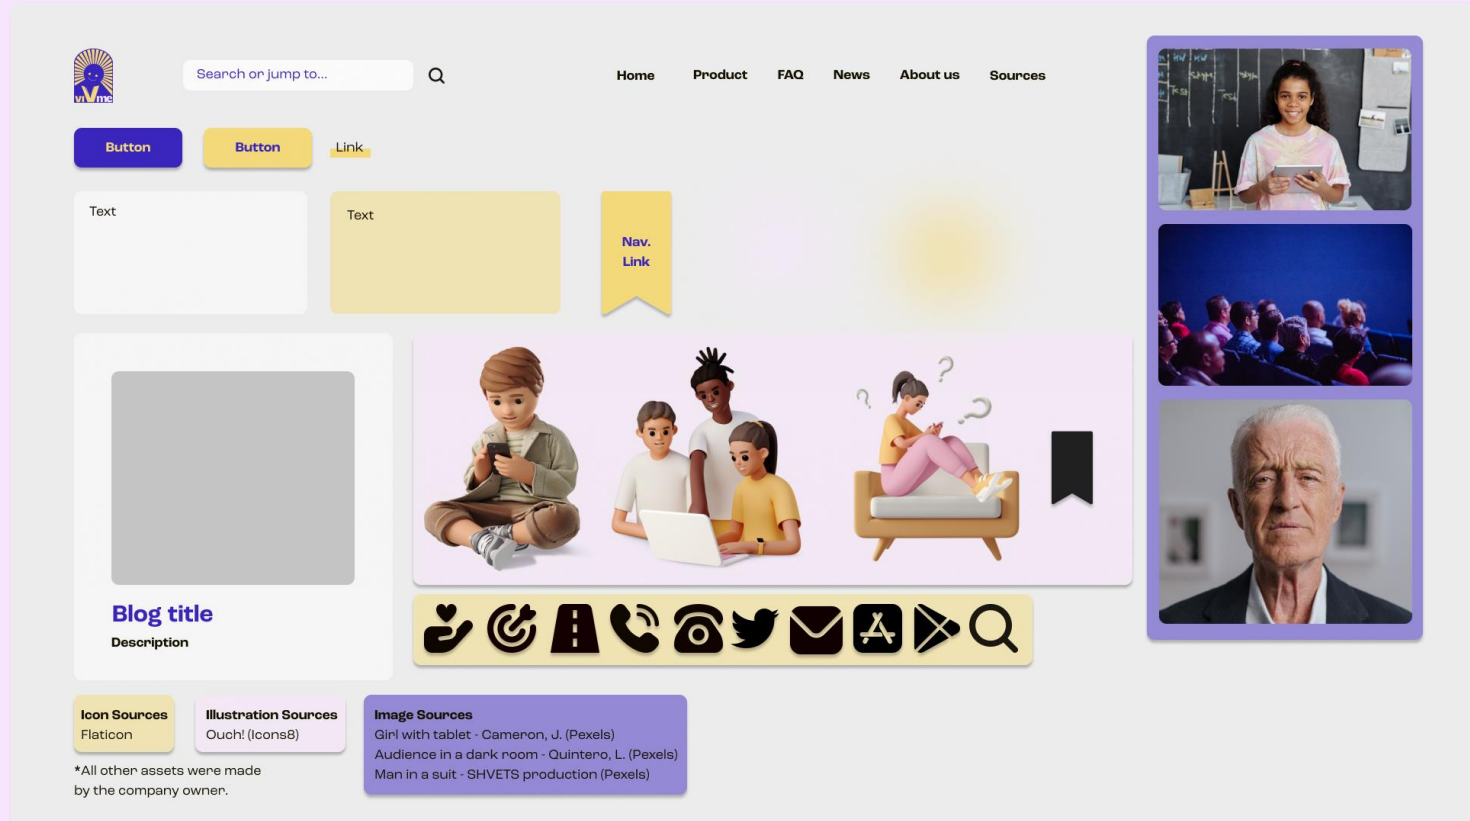 viVme
Search or jump to...
Home
Product
FAQ
News
About us
Sources
Button
Button
Link
Text
Text
Nav.
Link
Blog title
Description
Icon Sources
Flaticon
Illustration Sources
Ouch! (Icons8)
Image Sources
Girl with tablet - Cameron, J. (Pexels)
Audience in a dark room - Quintero, L. (Pexels)
Man in a suit - SHVETS production (Pexels)
*All other assets were made
by the company owner.